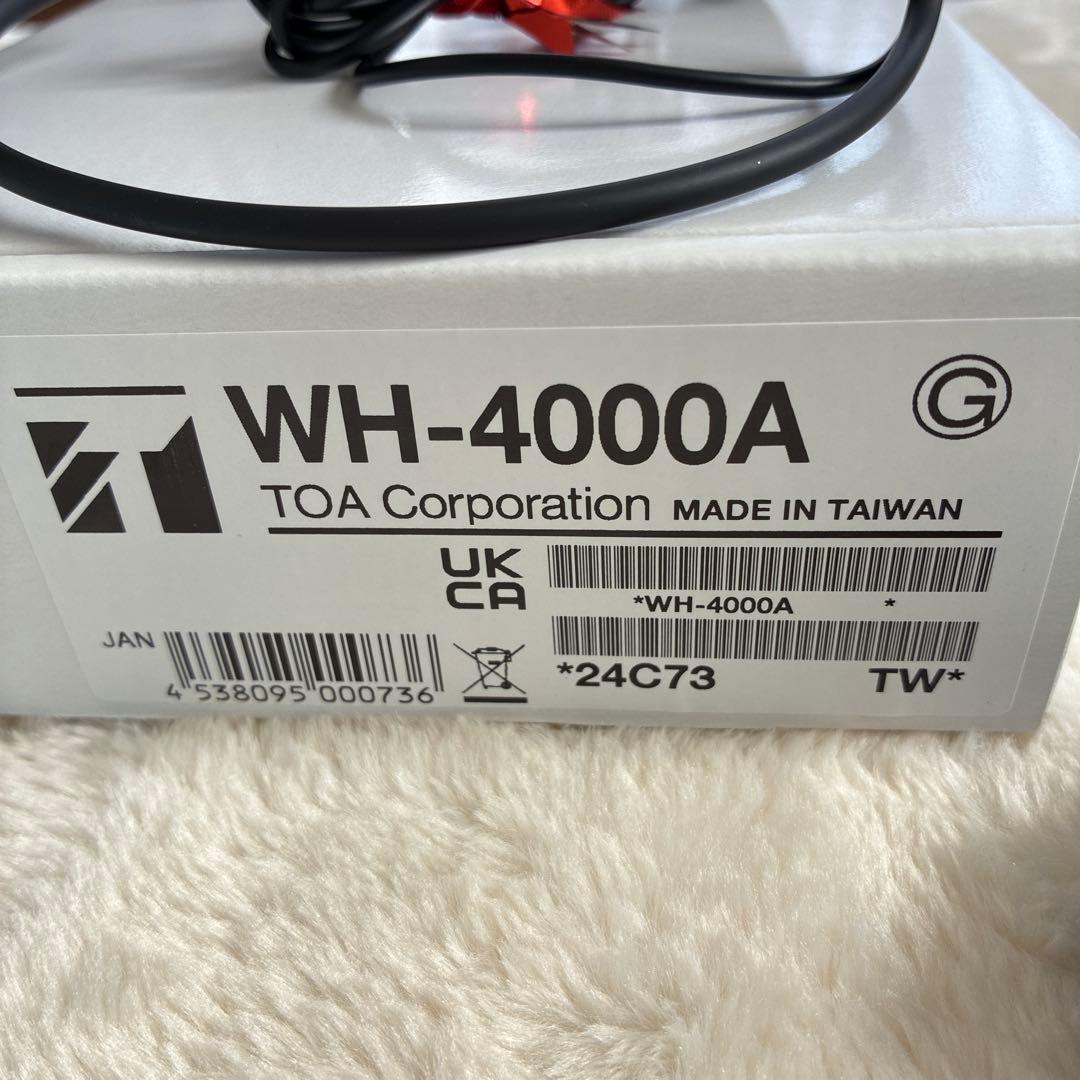 WH-4000A G
TOA Corporation MADE IN TAIWAN
UK
CA
*WH-4000A *
JAN
4 538095 000736
*24C73 TW*